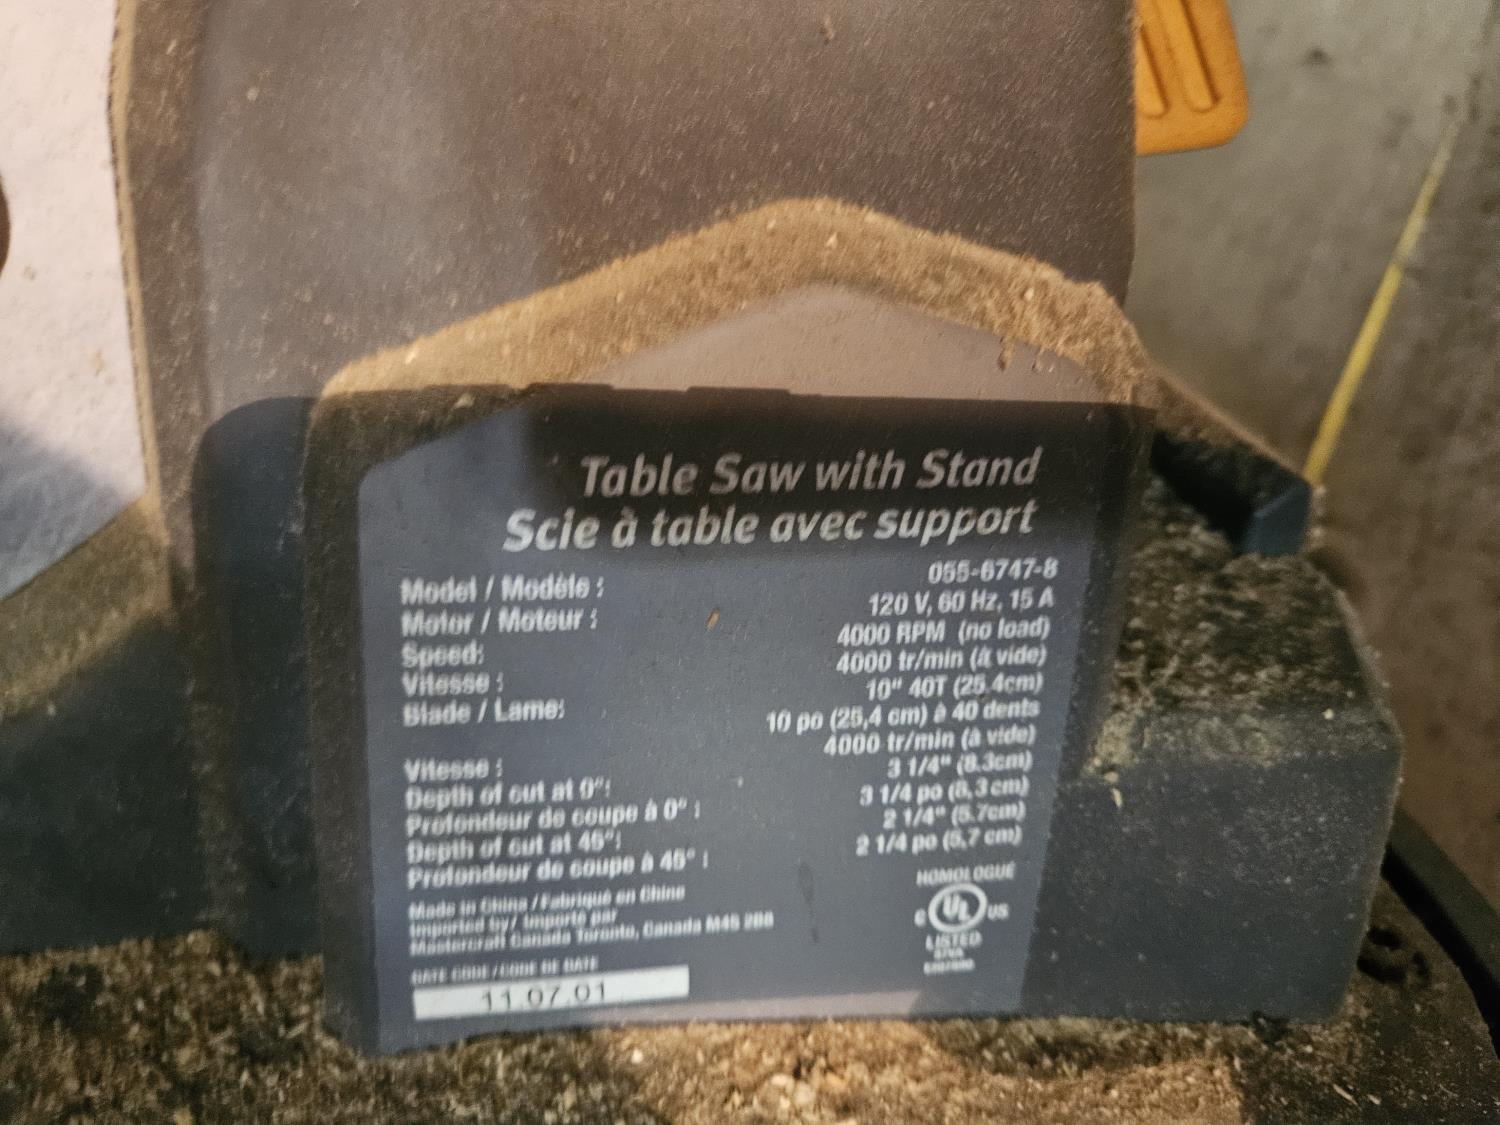 Table Saw with Stand
Scie à table avec support
Model / Modèle : 055-6747-8
Motor / Moteur : 120 V, 60 Hz, 15 A
Speed: 4000 RPM (no load)
Vitesse : 4000 tr/min (à vide)
Blade / Lame: 10" 40T (25.4cm)
10 po (25,4 cm) à 40 dents
Vitesse : 4000 tr/min (à vide)
Depth of cut at 0°: 3 1/4" (8.3cm)
Profondeur de coupe à 0° : 3 1/4 po (8,3 cm)
Depth of cut at 45°: 2 1/4" (5.7cm)
Profondeur de coupe à 45° : 2 1/4 po (5,7 cm)
Made in China / Fabriqué en Chine
Imported by/ Importé par
Mastercraft Canada Toronto, Canada M4S 2B8
HOMOLOGUÉ
C UL US
LISTED
DATE CODE/CODE DE DATE
11.07.01